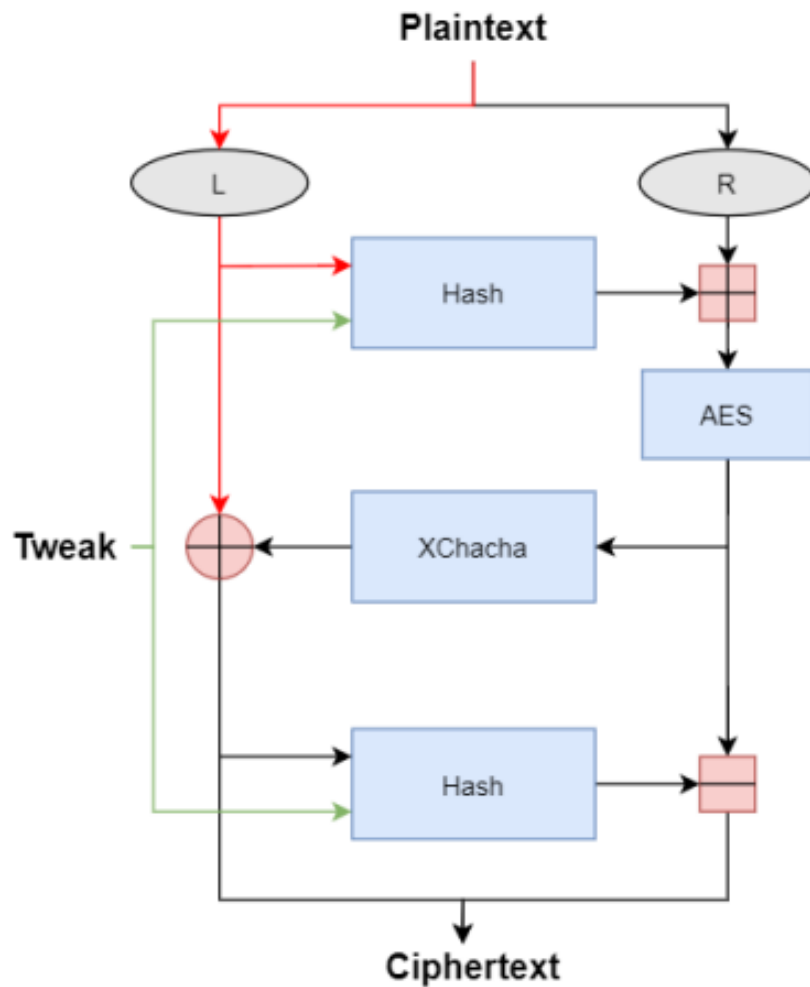 Plaintext
L
R
Hash
AES
Tweak
XChacha
Hash
Ciphertext